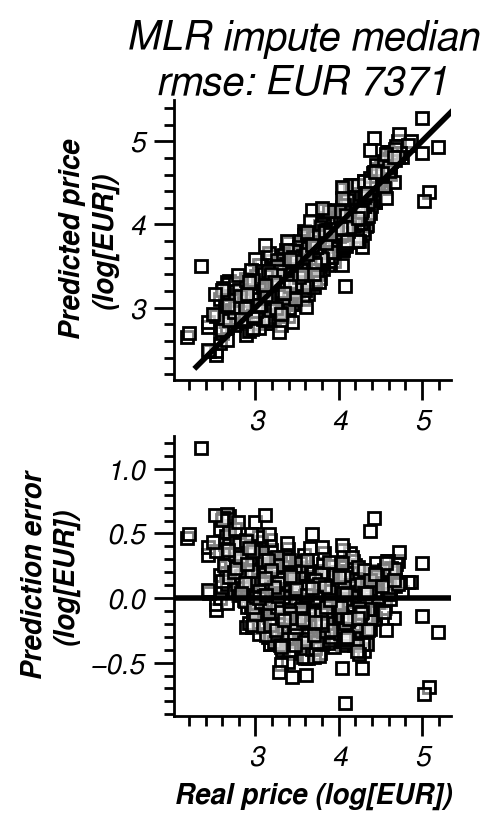 MLR impute median
rmse: EUR 7371
Predicted price
(log[EUR])
5
4
3
3 4 5
Prediction error
(log[EUR])
1.0
0.5
0.0
−0.5
3 4 5
Real price (log[EUR])